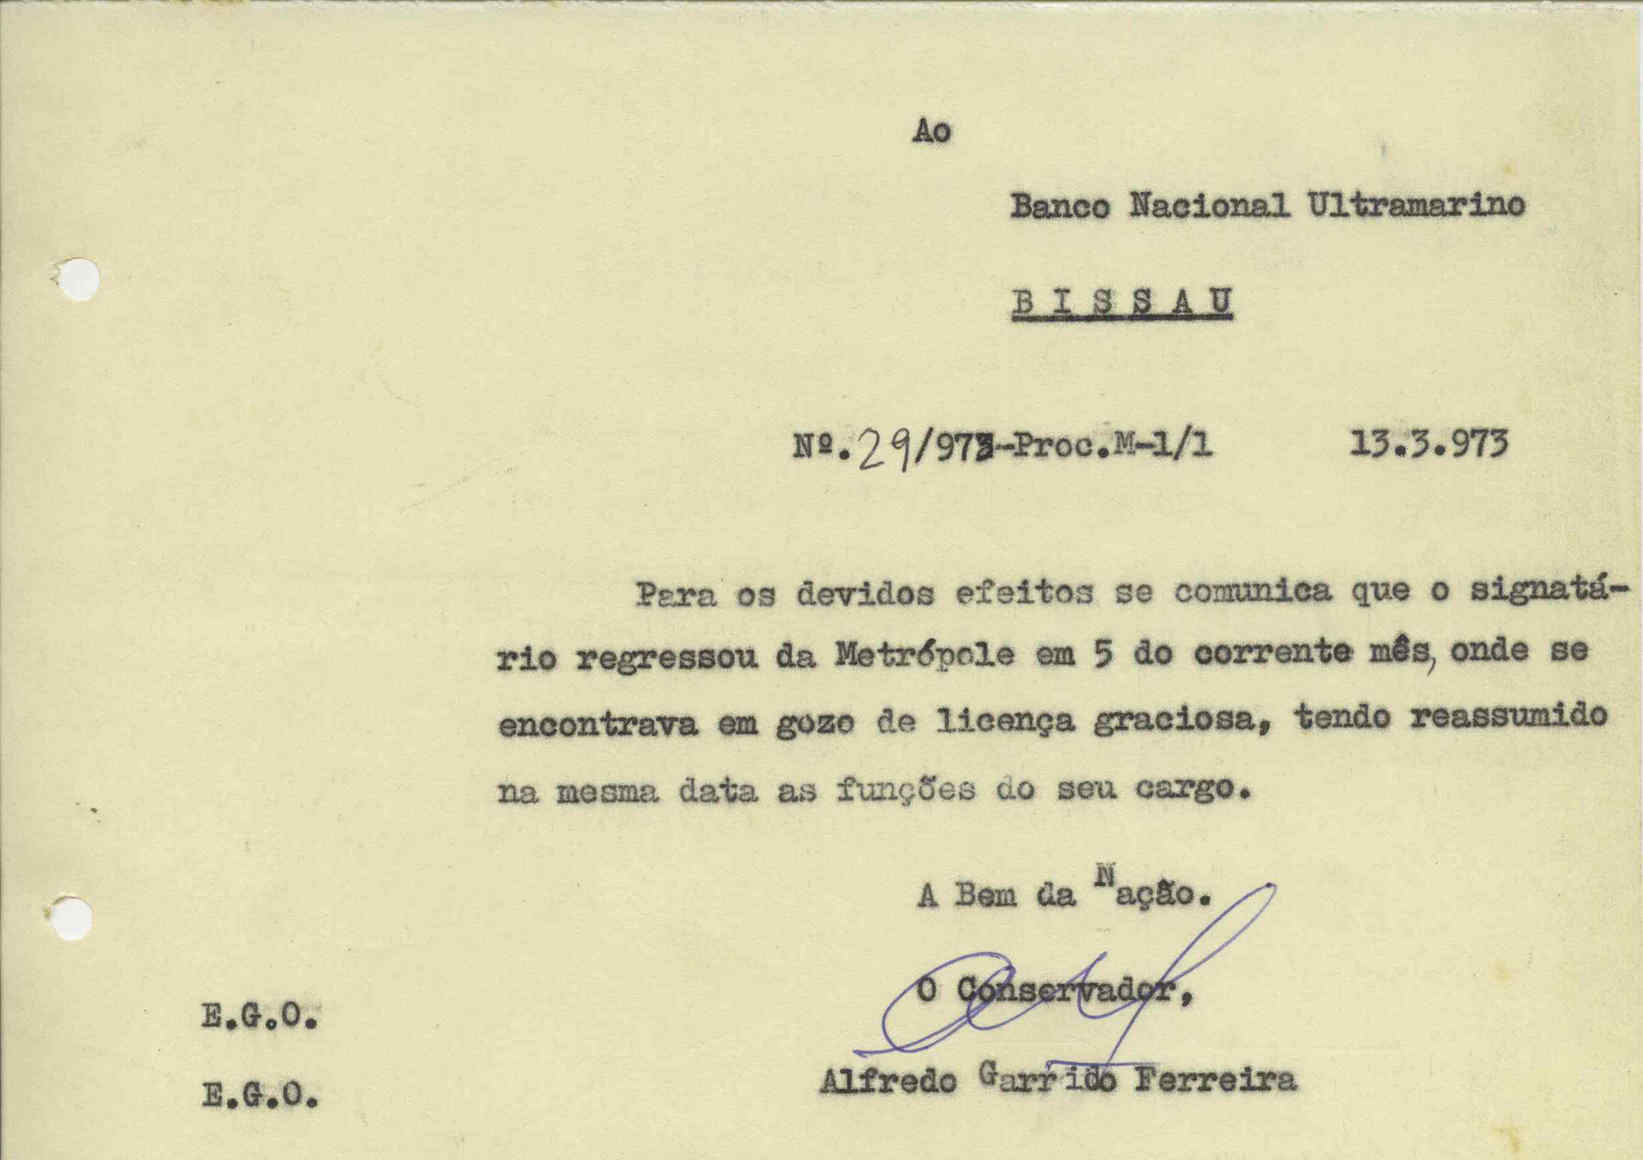 Ao
Banco Nacional Ultramarino
B I S S A U
Nº.29/973-Proc.M-1/1 13.3.973
Para os devidos efeitos se comunica que o signatá-
rio regressou da Metrópole em 5 do corrente mês, onde se
encontrava em gozo de licença graciosa, tendo reassumido
na mesma data as funções do seu cargo.
A Bem da Nação.
O Conservador,
E.G.O.
Alfredo Garrido Ferreira
E.G.O.